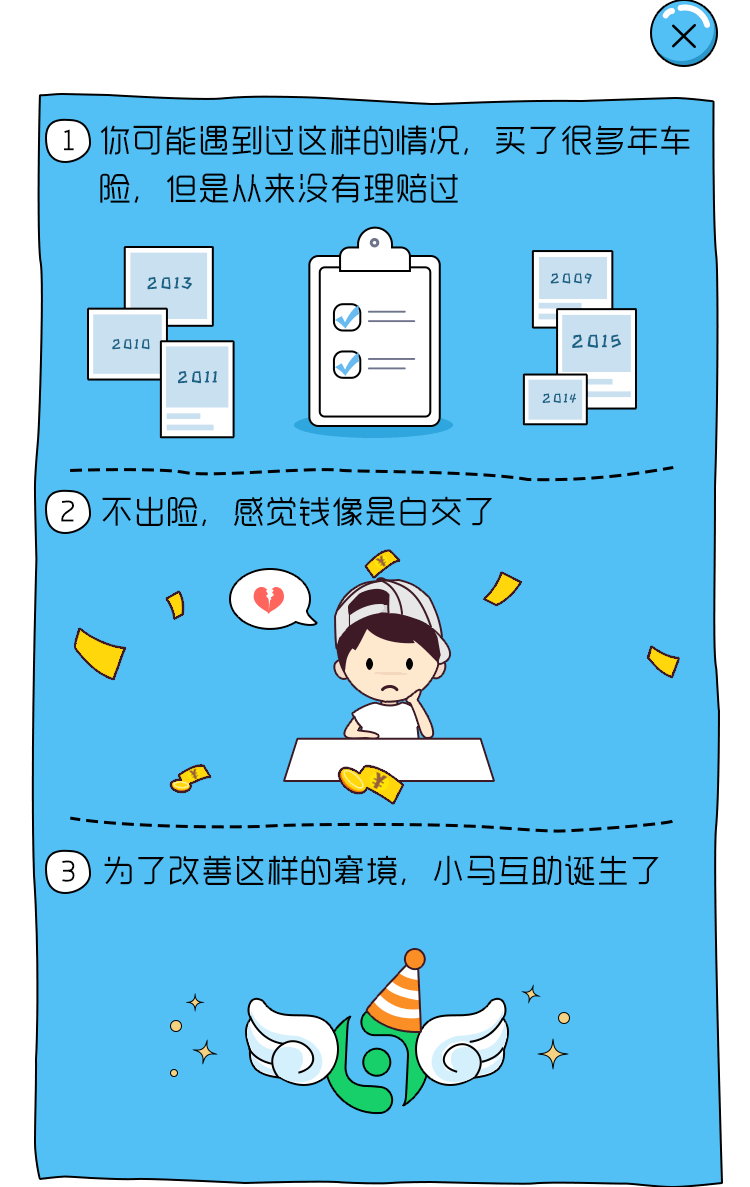 1 你可能遇到过这样的情况，买了很多年车
险，但是从来没有理赔过
2013
2010
2011
2009
2015
2014
2 不出险，感觉钱像是白交了
¥
¥
¥
3 为了改善这样的窘境，小马互助诞生了